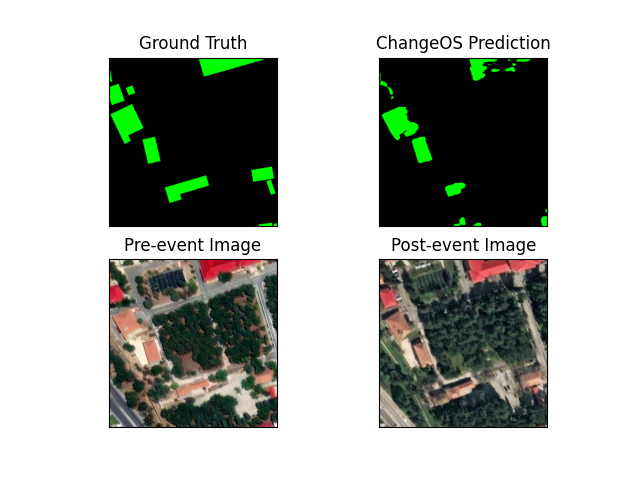 Ground Truth
ChangeOS Prediction
Pre-event Image
Post-event Image